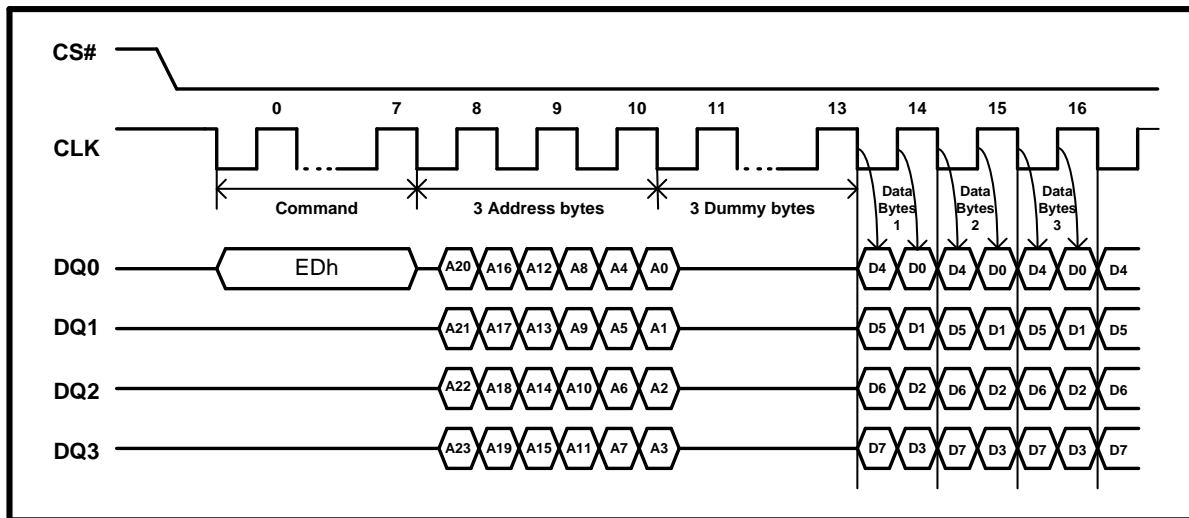 CS#
0 7 8 9 10 11 13 14 15 16
CLK
Command 3 Address bytes 3 Dummy bytes
Data Bytes 1
Data Bytes 2
Data Bytes 3
DQ0 EDh A20 A16 A12 A8 A4 A0 D4 D0 D4 D0 D4 D0 D4
DQ1 A21 A17 A13 A9 A5 A1 D5 D1 D5 D1 D5 D1 D5
DQ2 A22 A18 A14 A10 A6 A2 D6 D2 D6 D2 D6 D2 D6
DQ3 A23 A19 A15 A11 A7 A3 D7 D3 D7 D3 D7 D3 D7